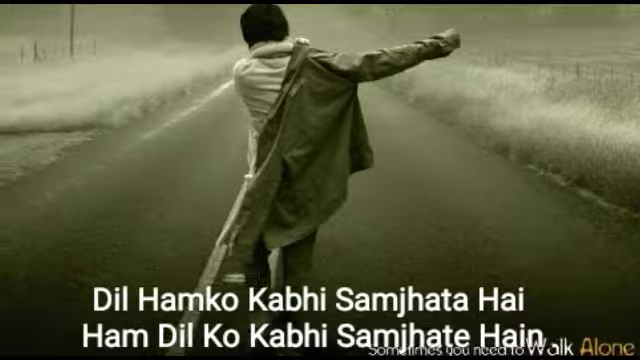 Dil Hamko Kabhi Samjhata Hai
Ham Dil Ko Kabhi Samjhate Hain
Sometimes you need to Walk Alone